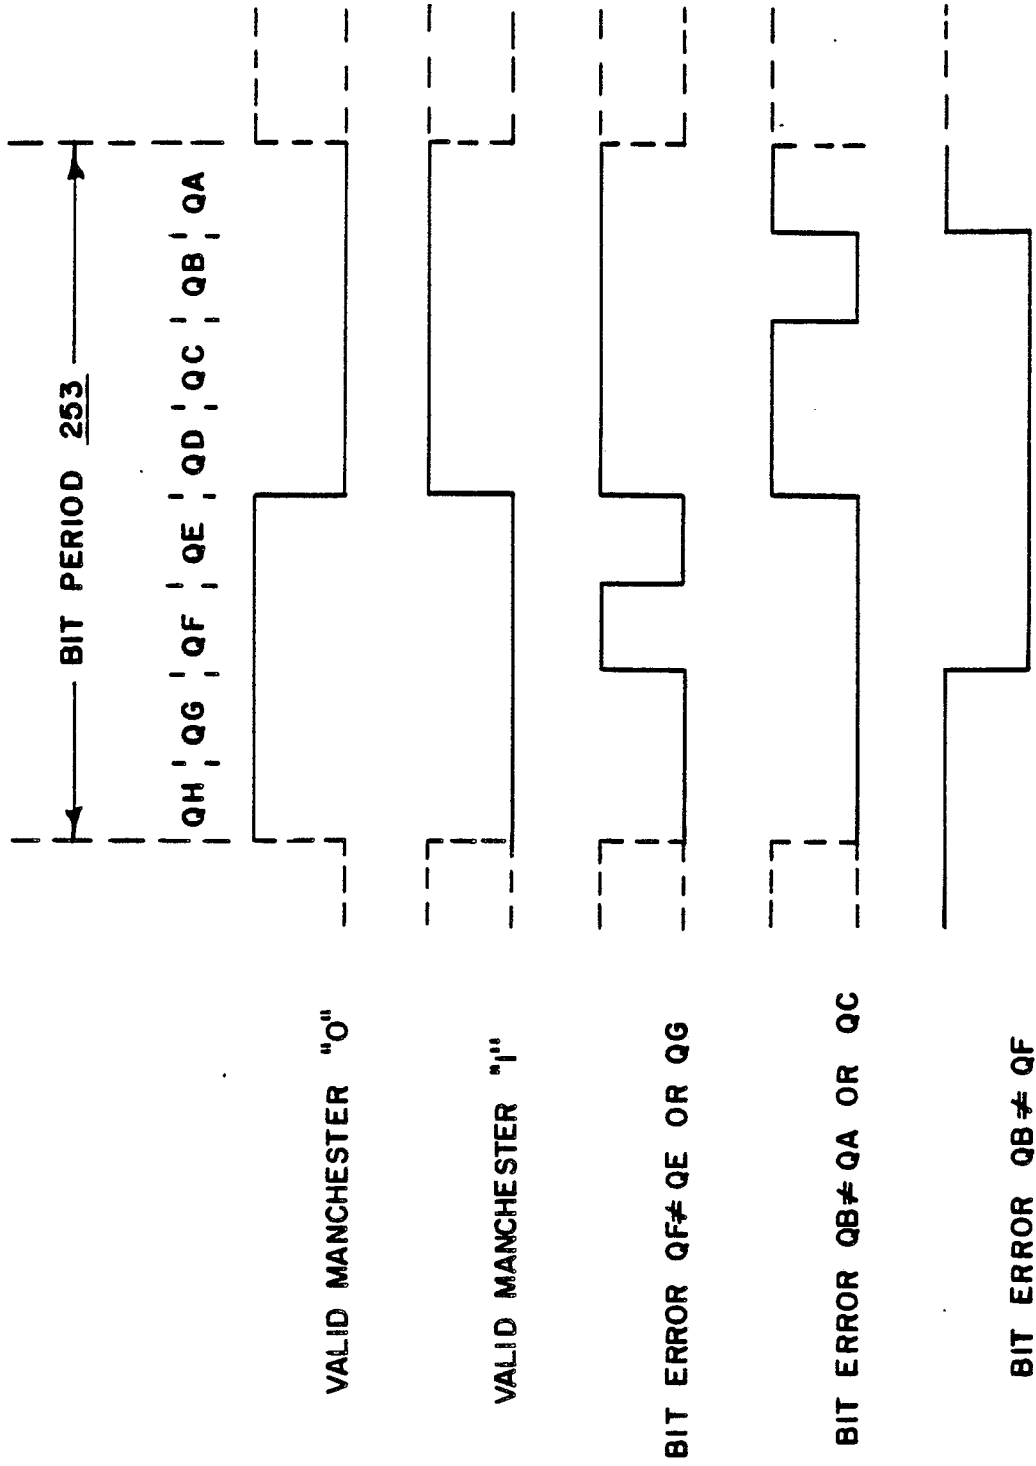 BIT PERIOD 253
QH QG QF QE QD QC QB QA
VALID MANCHESTER "0"
VALID MANCHESTER "1"
BIT ERROR QF≠QE OR QG
BIT ERROR QB≠QA OR QC
BIT ERROR QB≠QF